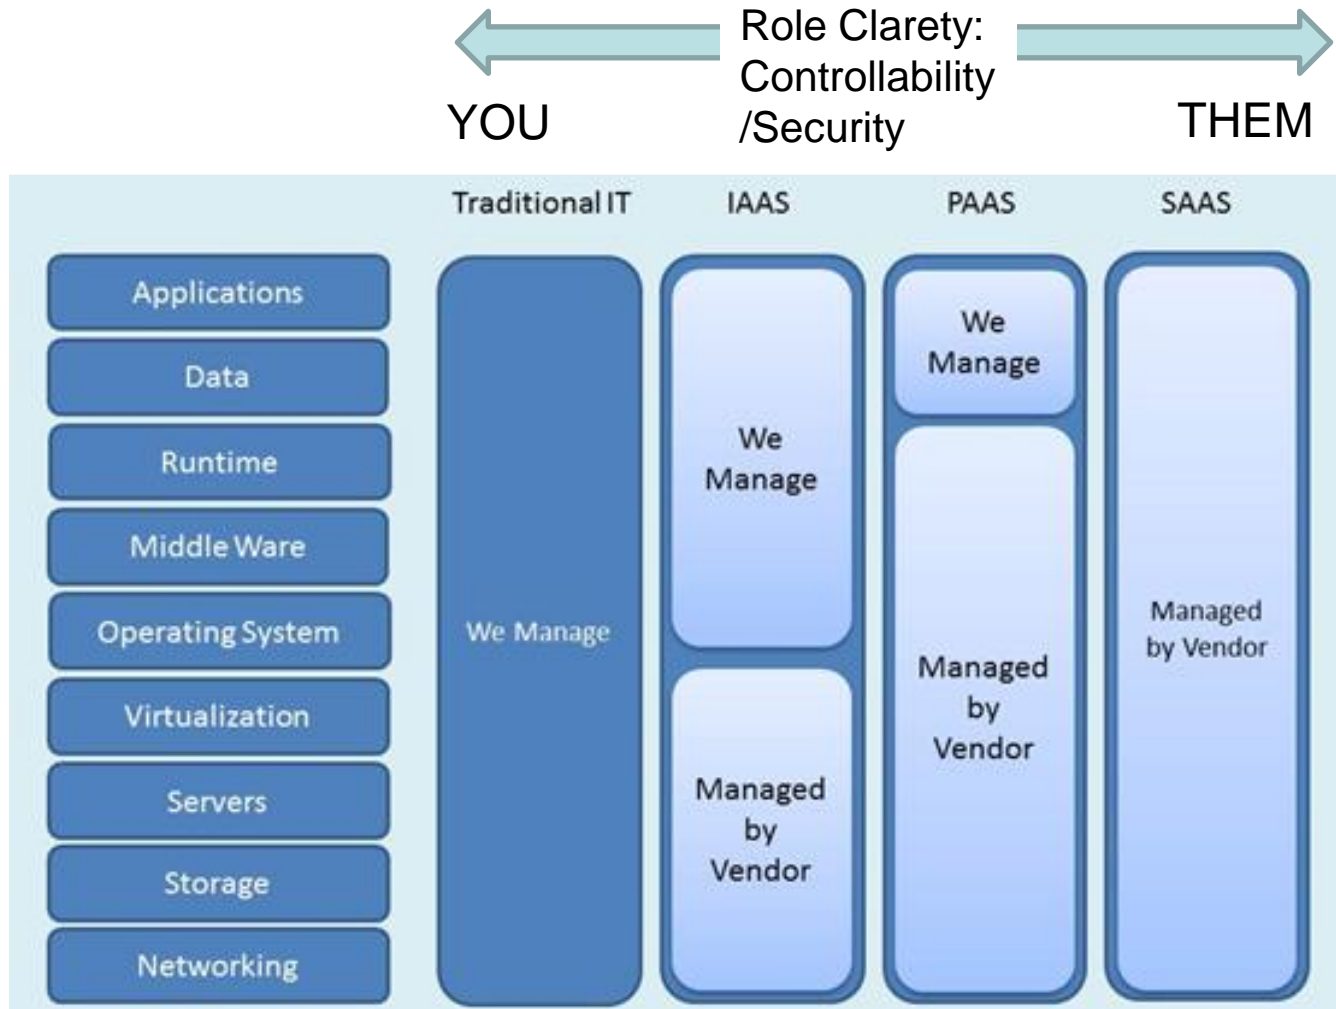 Role Clarety:
Controllability
/Security
YOU
THEM
Traditional IT
IAAS
PAAS
SAAS
Applications
Data
Runtime
Middle Ware
Operating System
Virtualization
Servers
Storage
Networking
We Manage
We
Manage
Managed
by
Vendor
We
Manage
Managed
by
Vendor
Managed
by Vendor